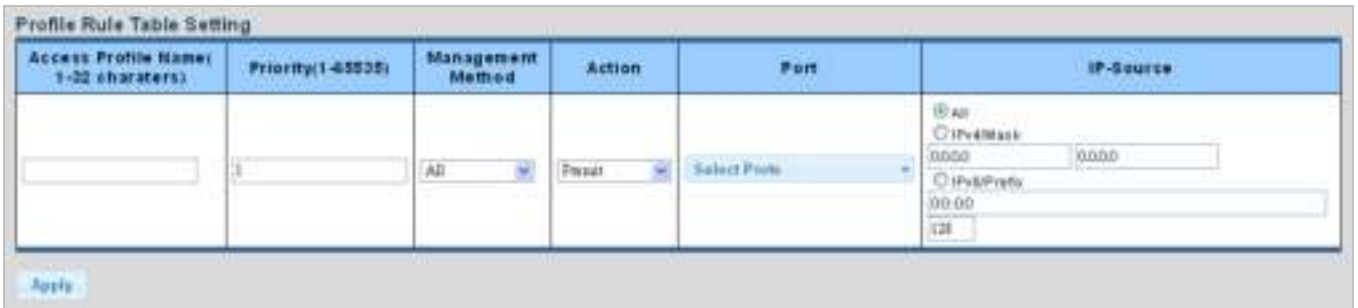 Profile Rule Table Setting
Access Profile Name(
1-32 charaters)
Priority(1-65535)
Management
Method
Action
Port
IP-Source
All
IPv4/Mask
0.0.0.0 0.0.0.0
IPv6/Prefix
128
1
All
Permit
Select Ports
Apply